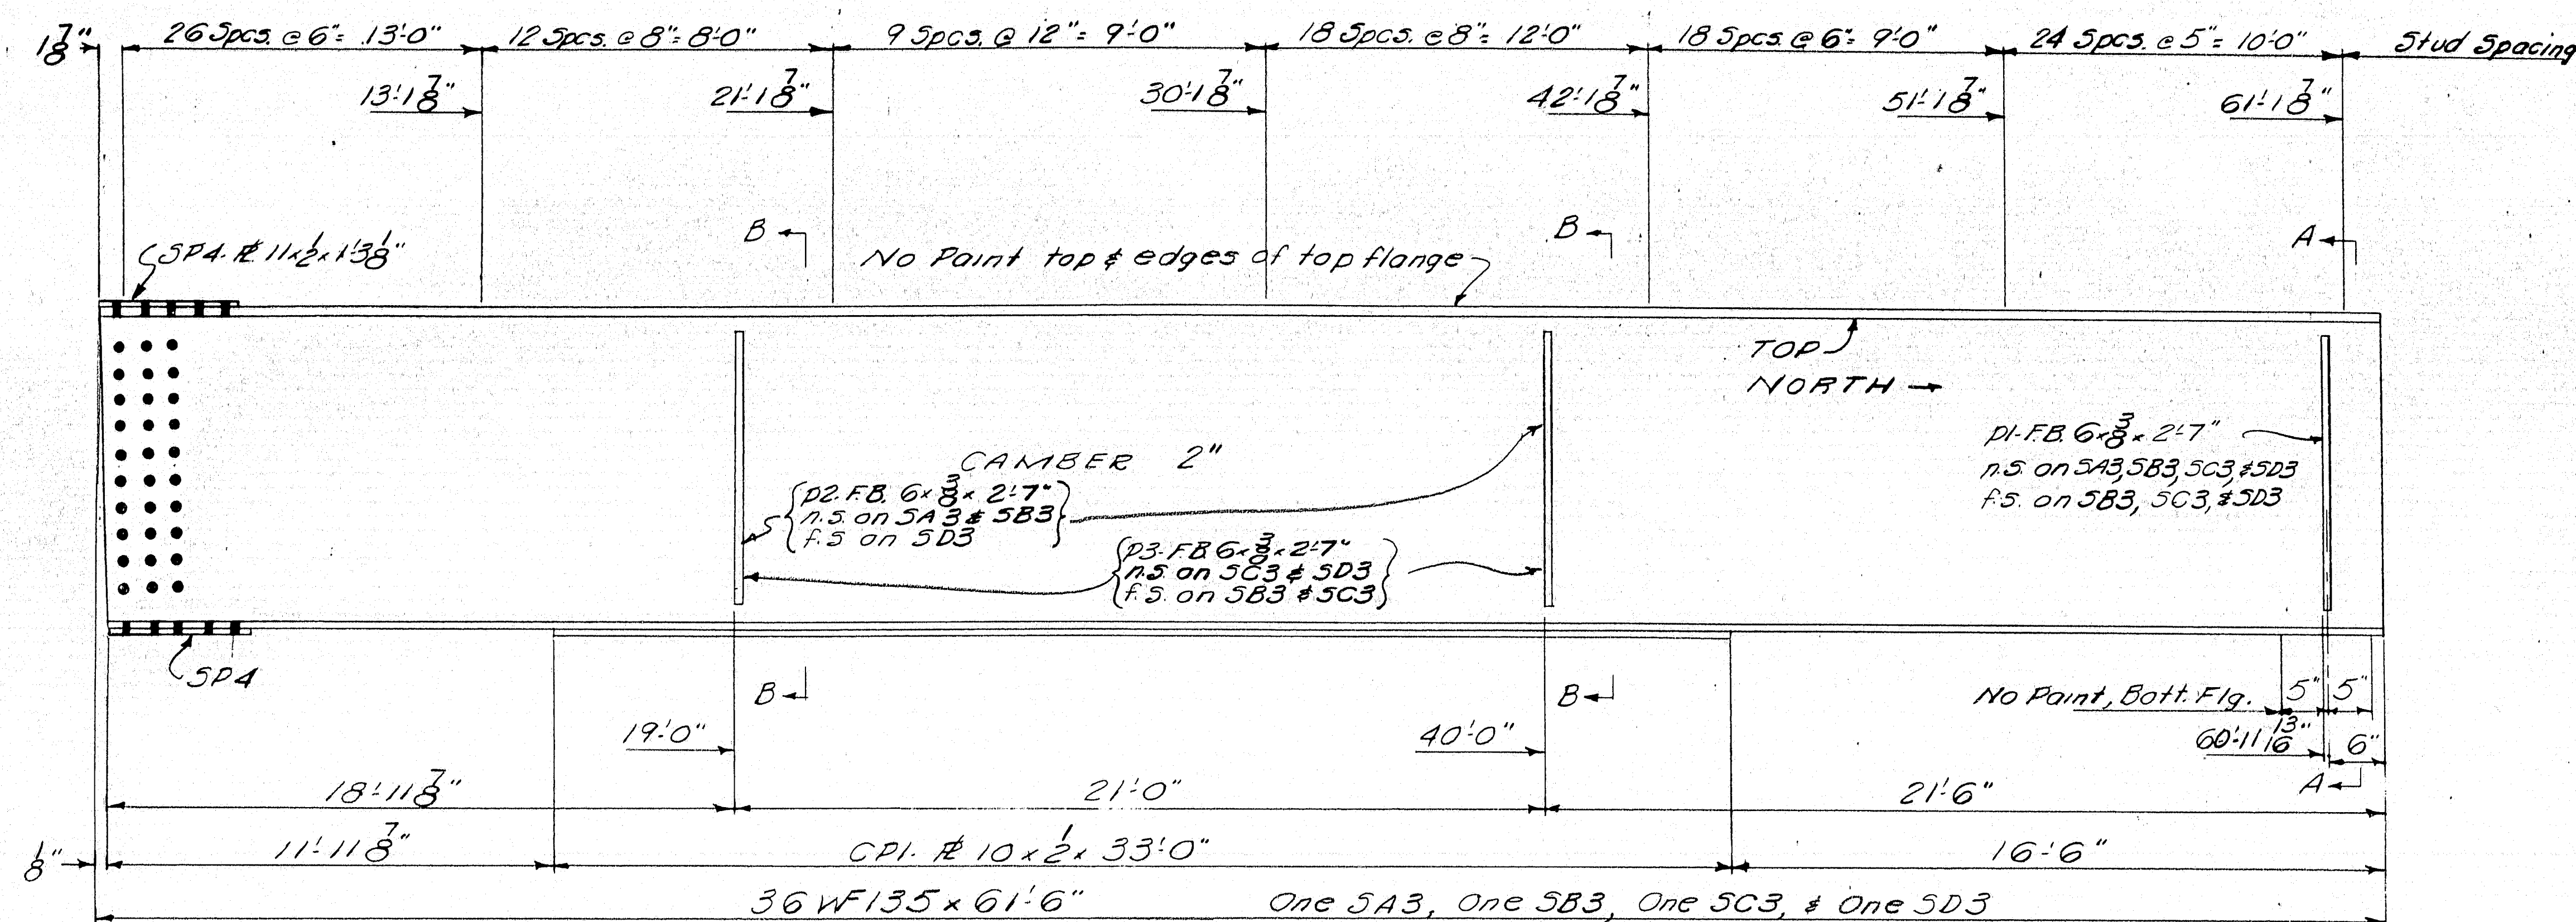 1 7/8" 26 Spcs. @ 6" = 13'-0" 12 Spcs. @ 8" = 8'-0" 9 Spcs. @ 12" = 9'-0" 18 Spcs. @ 8" = 12'-0" 18 Spcs. @ 6" = 9'-0" 24 Spcs. @ 5" = 10'-0" Stud Spacing
13'-1 7/8" 21'-1 7/8" 30'-1 7/8" 42'-1 7/8" 51'-1 7/8" 61'-1 7/8"
B B A
SP4. ⅊ 11 x 1/2 x 1'-3 1/8"
No Paint top & edges of top flange
TOP
NORTH →
CAMBER 2"
p2. F.B. 6 x 3/8 x 2'-7"
n.s. on SA3 & SB3
f.s on SD3
p3-F.B. 6 x 3/8 x 2'-7"
n.s. on SC3 & SD3
f.s. on SB3 & SC3
p1-F.B. 6 x 3/8 x 2'-7"
n.s. on SA3, SB3, SC3, & SD3
f.s. on SB3, SC3, & SD3
SP4
B B No Paint, Bott. Flg. 5" 5"
19'-0" 40'-0" 60'-11 13/16" 6"
A
18'-11 7/8" 21'-0" 21'-6"
1/8" 11'-11 7/8" CP1. ⅊ 10 x 1/2 x 33'-0" 16'-6"
36 WF 135 x 61'-6" One SA3, One SB3, One SC3, & One SD3